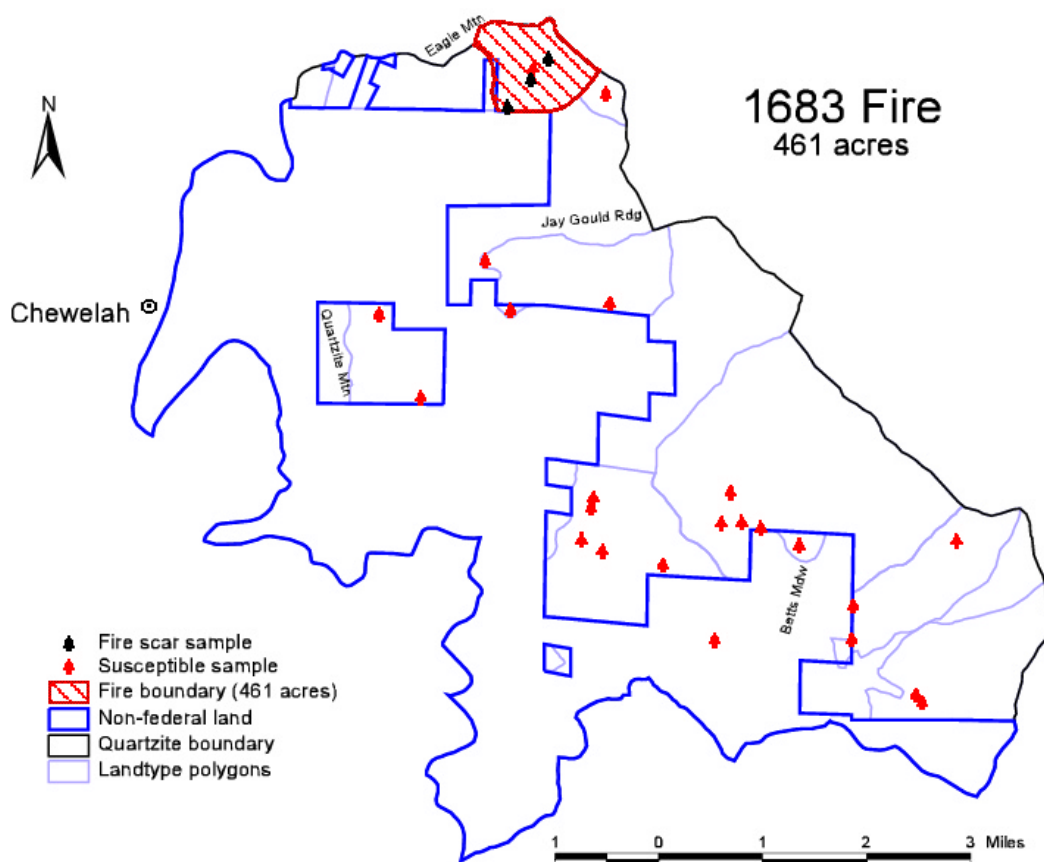 Eagle Mtn
N
1683 Fire
461 acres
Jay Gould Rdg
Chewelah
Quartzite Mtn
Betts Mdw
Fire scar sample
Susceptible sample
Fire boundary (461 acres)
Non-federal land
Quartzite boundary
Landtype polygons
1 0 1 2 3 Miles